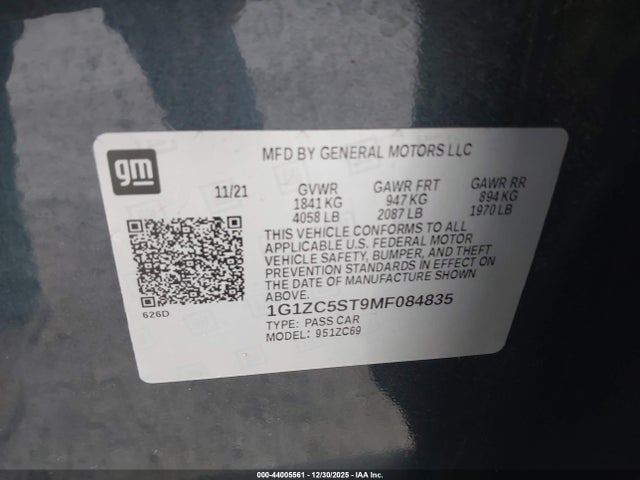 gm
MFD BY GENERAL MOTORS LLC
11/21 GVWR GAWR FRT GAWR RR
1841 KG 947 KG 894 KG
4058 LB 2087 LB 1970 LB
THIS VEHICLE CONFORMS TO ALL
APPLICABLE U.S. FEDERAL MOTOR
VEHICLE SAFETY, BUMPER, AND THEFT
PREVENTION STANDARDS IN EFFECT ON
THE DATE OF MANUFACTURE SHOWN
ABOVE.
1G1ZC5ST9MF084835
TYPE: PASS CAR
MODEL: 951ZC69
626D
000-44005561 - 12/30/2025 - IAA Inc.